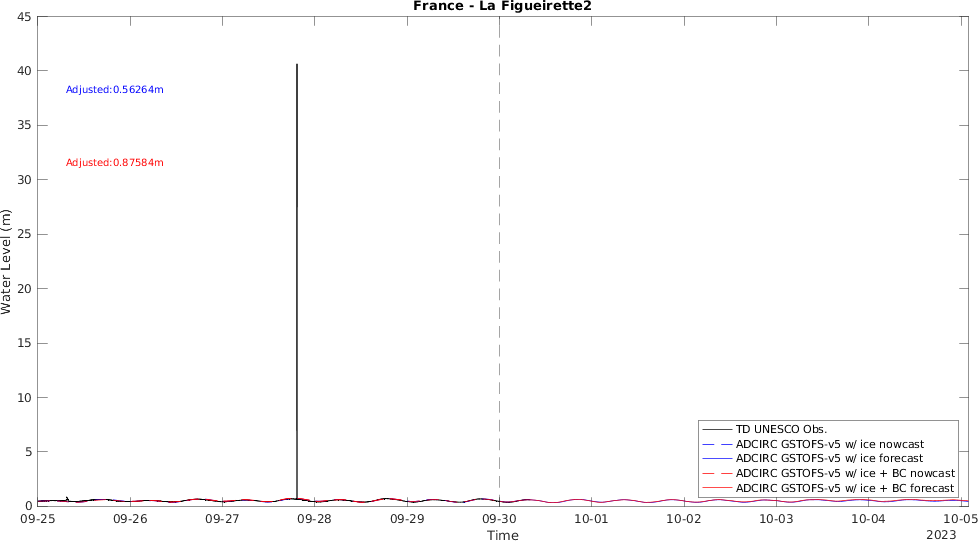 France - La Figueirette2
45
40
35
30
25
20
15
10
5
0
Water Level (m)
Adjusted:0.56264m
Adjusted:0.87584m
TD UNESCO Obs.
ADCIRC GSTOFS-v5 w/ ice nowcast
ADCIRC GSTOFS-v5 w/ ice forecast
ADCIRC GSTOFS-v5 w/ ice + BC nowcast
ADCIRC GSTOFS-v5 w/ ice + BC forecast
09-25 09-26 09-27 09-28 09-29 09-30 10-01 10-02 10-03 10-04 10-05
Time
2023